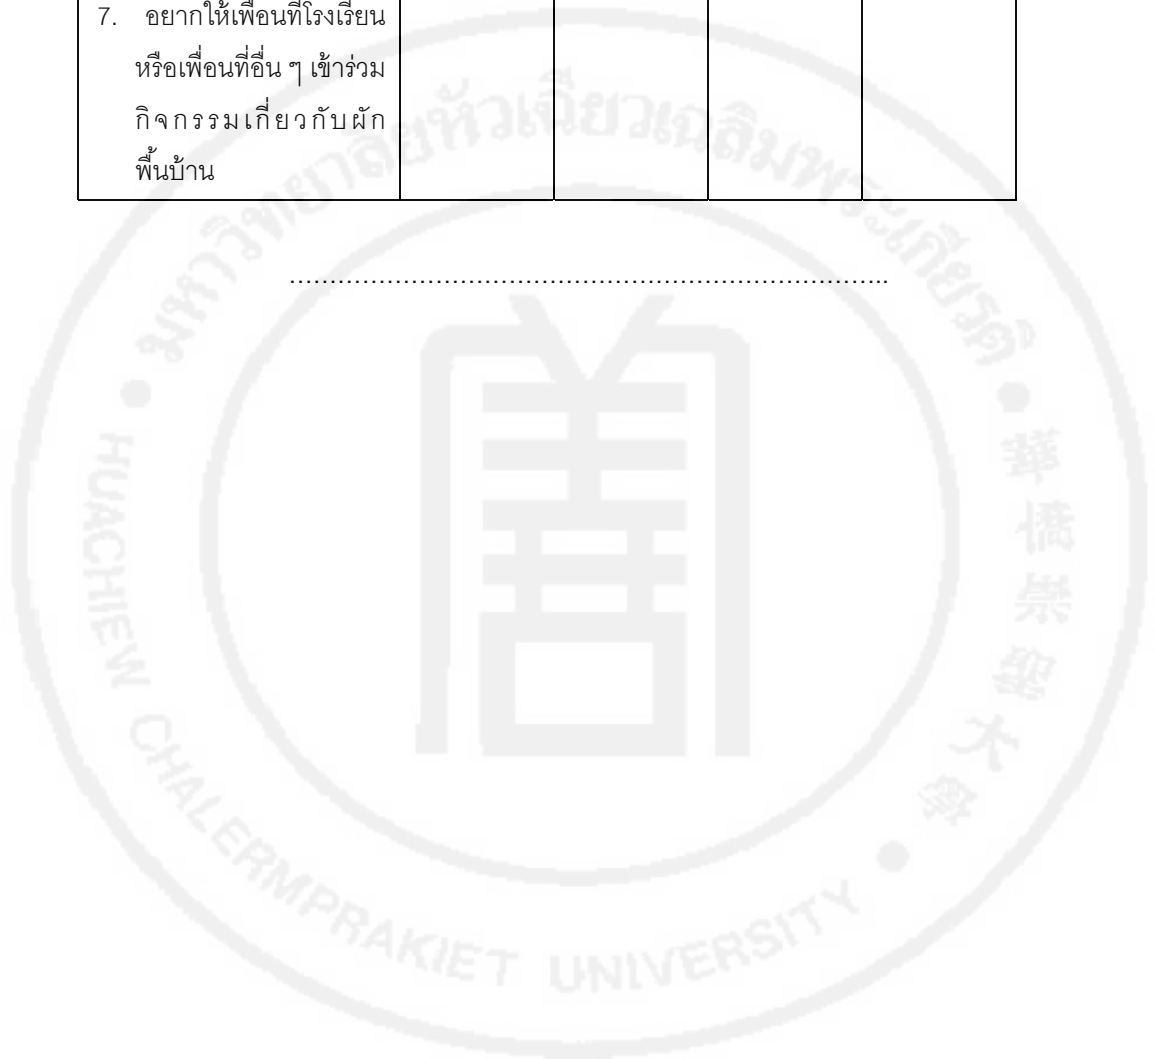 7. อยากให้เพื่อนที่โรงเรียน
หรือเพื่อนที่อื่น ๆ เข้าร่วม
กิจกรรมเกี่ยวกับผัก
พื้นบ้าน
……………………………………………………………..
มหาวิทยาลัยหัวเฉียวเฉลิมพระเกียรติ
HUACHIEW CHALERMPRAKIET UNIVERSITY
華僑崇聖大學